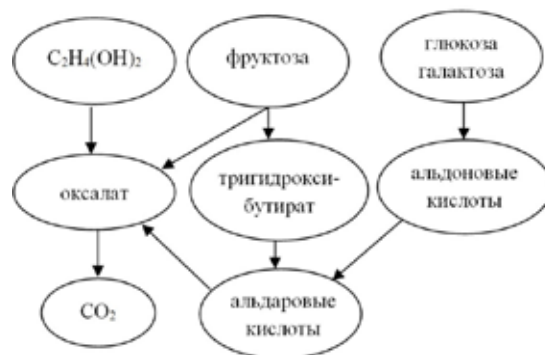 C₂H₄(OH)₂
фруктоза
глюкоза
галактоза
оксалат
тригидрокси-
бутират
альдоновые
кислоты
CO₂
альдаровые
кислоты